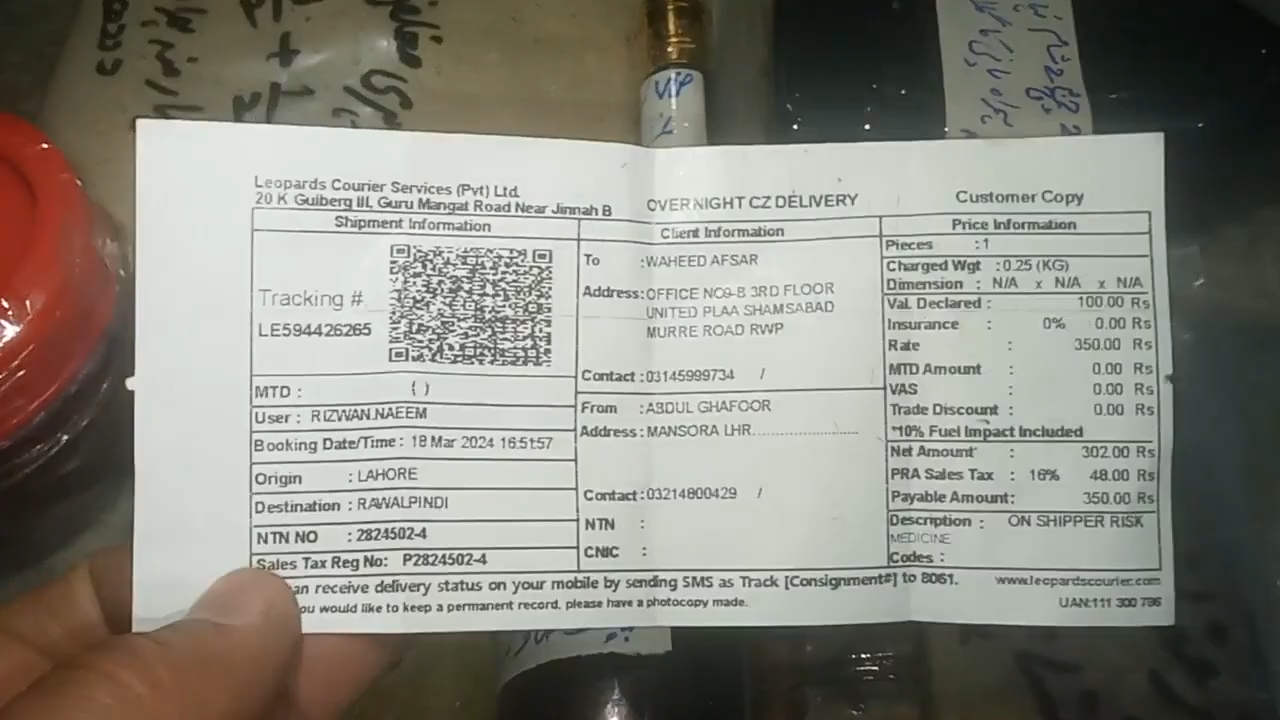 Leopards Courier Services (Pvt) Ltd.
20 K Gulberg III, Guru Mangat Road Near Jinnah B
OVERNIGHT CZ DELIVERY
Customer Copy
Shipment Information
Tracking #.
LE594426265
MTD : ( )
User : RIZWAN.NAEEM
Booking Date/Time : 18 Mar 2024 16:51:57
Origin : LAHORE
Destination : RAWALPINDI
NTN NO : 2824502-4
Sales Tax Reg No: P2824502-4
Client Information
To :WAHEED AFSAR
Address:OFFICE NO9-B 3RD FLOOR
UNITED PLAA SHAMSABAD
MURRE ROAD RWP
Contact :03145999734 /
From :ABDUL GHAFOOR
Address:MANSORA LHR..................
Contact:03214800429 /
NTN :
CNIC :
Price Information
Pieces :1
Charged Wgt :0.25 (KG)
Dimension : N/A x N/A x N/A
Val. Declared : 100.00 Rs
Insurance : 0% 0.00 Rs
Rate : 350.00 Rs
MTD Amount : 0.00 Rs
VAS : 0.00 Rs
Trade Discount : 0.00 Rs
*10% Fuel Impact Included
Net Amount : 302.00 Rs
PRA Sales Tax : 16% 48.00 Rs
Payable Amount: 350.00 Rs
Description : ON SHIPPER RISK
MEDICINE
Codes :
an receive delivery status on your mobile by sending SMS as Track [Consignment#] to 8061.
www.leopardscourier.com
ou would like to keep a permanent record, please have a photocopy made.
UAN:111 300 786